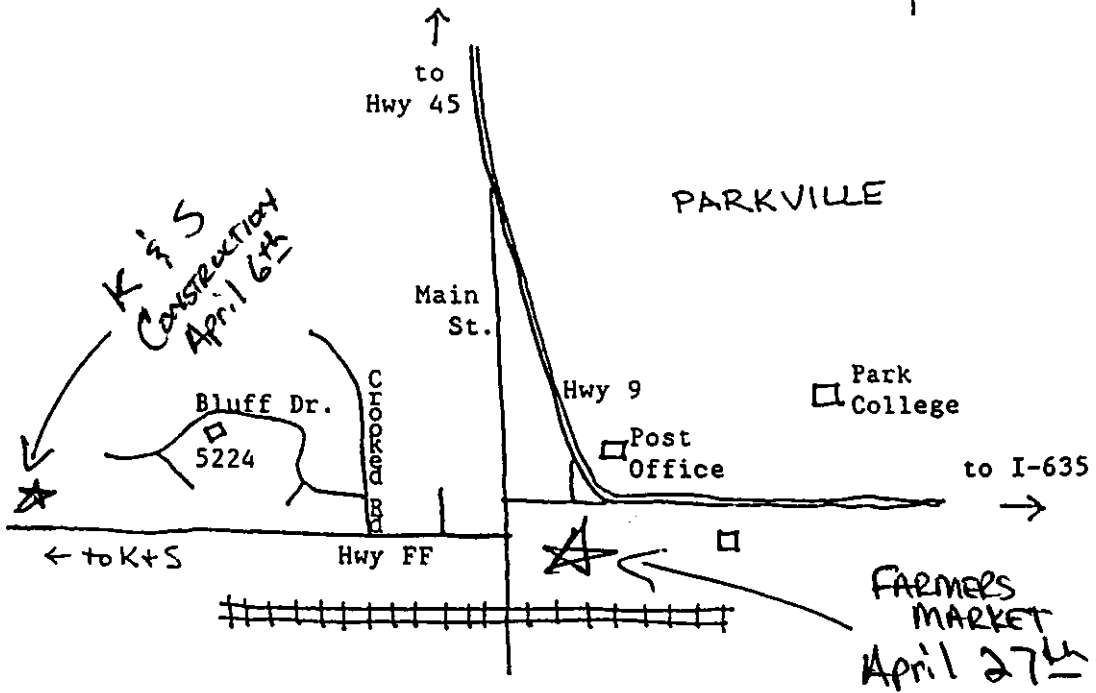 to
Hwy 45
PARKVILLE
K & S
CONSTRUCTION
April 6th
Main
St.
Crooked Rd
Bluff Dr.
5224
Hwy 9
Park
College
Post
Office
to I-635
← to K+S
Hwy FF
FARMERS
MARKET
April 27th